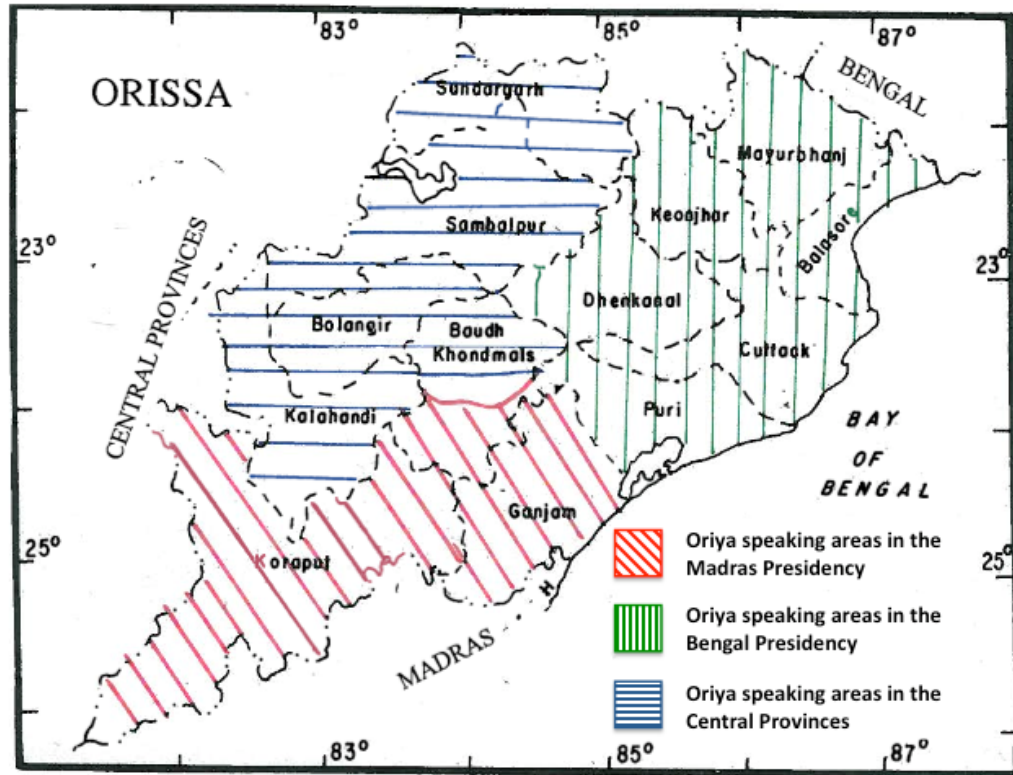 83°
85°
87°
ORISSA
BENGAL
Sundargarh
Mayurbhanj
Keonjhar
Balasore
Sambalpur
23°
23°
CENTRAL PROVINCES
Dhenkanal
Bolangir
Baudh
Khondmals
Cuttack
Kalahandi
Puri
BAY
OF
BENGAL
Ganjam
25°
25°
Koraput
MADRAS
Oriya speaking areas in the
Madras Presidency
Oriya speaking areas in the
Bengal Presidency
Oriya speaking areas in the
Central Provinces
83°
85°
87°